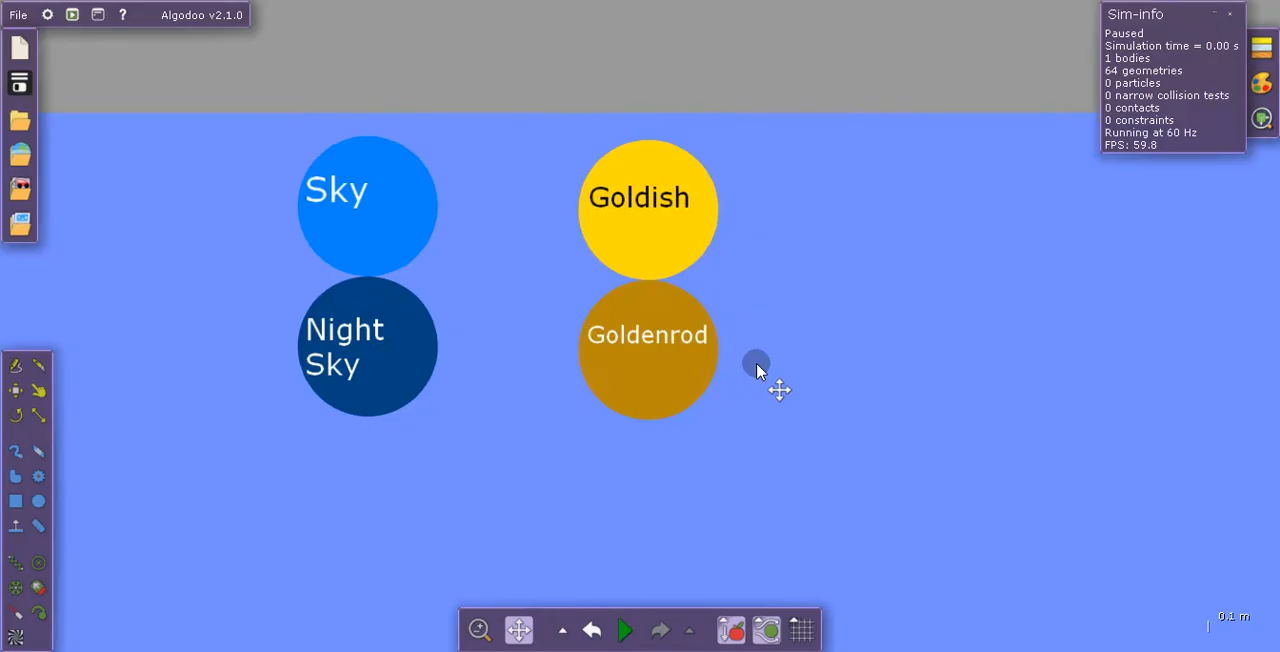 File ? Algodoo v2.1.0
Sim-info
Paused
Simulation time = 0.00 s
1 bodies
64 geometries
0 particles
0 narrow collision tests
0 contacts
0 constraints
Running at 60 Hz
FPS: 59.8
Sky
Goldish
Night
Sky
Goldenrod
0.1 m